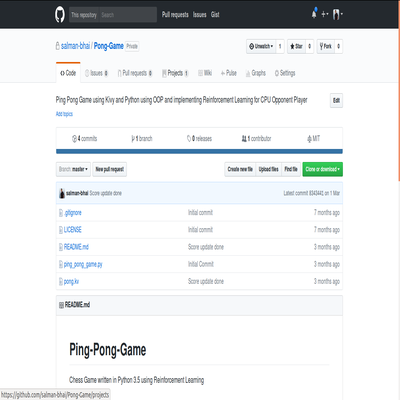 This repository Search Pull requests Issues Gist
salman-bhai / Pong-Game Private Unwatch 1 Star 0 Fork 0
Code Issues 0 Pull requests 0 Projects 1 Wiki Pulse Graphs Settings
Ping Pong Game using Kivy and Python using OOP and implementing Reinforcement Learning for CPU Opponent Player Edit
Add topics
4 commits 1 branch 0 releases 1 contributor MIT
Branch: master New pull request Create new file Upload files Find file Clone or download
salman-bhai Score update done Latest commit 8343441 on 1 Mar
.gitignore Initial commit 7 months ago
LICENSE Initial commit 7 months ago
README.md Score update done 3 months ago
ping_pong_game.py Initial Commit 3 months ago
pong.kv Score update done 3 months ago
README.md
Ping-Pong-Game
Chess Game written in Python 3.5 using Reinforcement Learning
https://github.com/salman-bhai/Pong-Game/projects